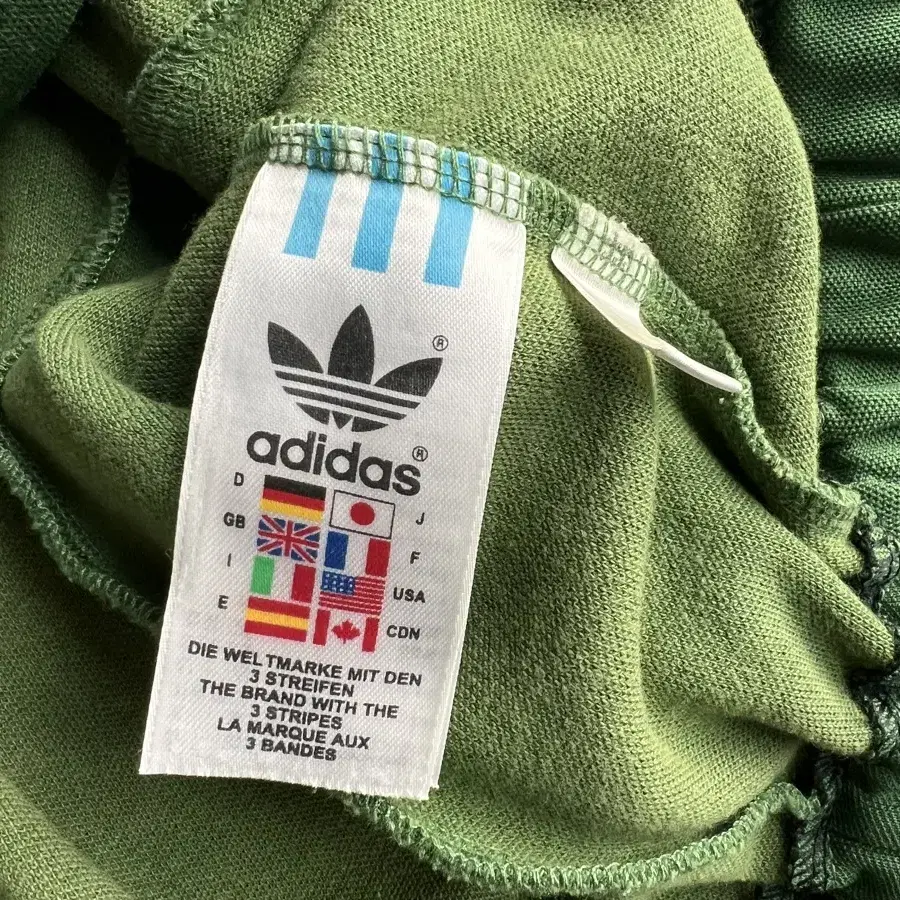 ®
adidas®
D J
GB F
I USA
E CDN
DIE WELTMARKE MIT DEN
3 STREIFEN
THE BRAND WITH THE
3 STRIPES
LA MARQUE AUX
3 BANDES